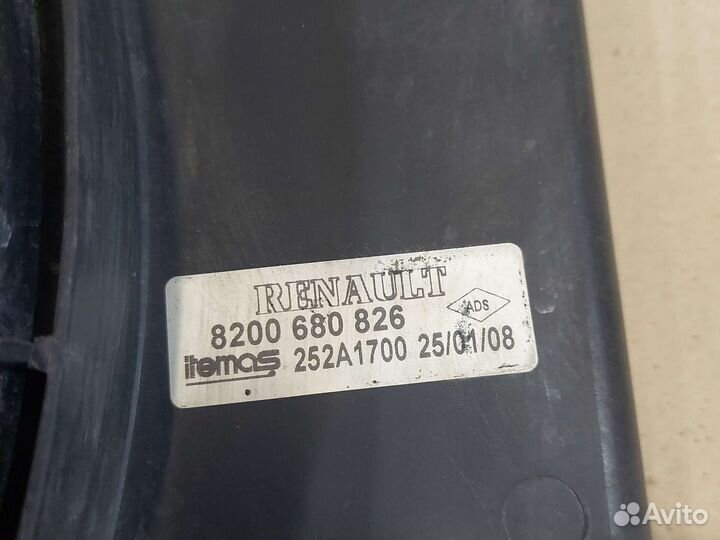 RENAULT
8200 680 826
ADS
itemas 252A1700 25/01/08
Avito